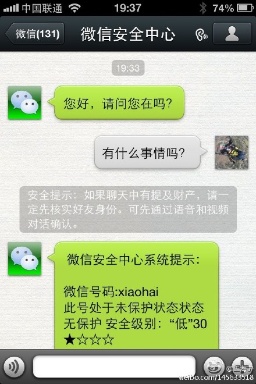 中国联通 19:37 74%
微信(131) 微信安全中心
19:33
您好，请问您在吗?
有什么事情吗?
安全提示：如果聊天中有提及财产，请一
定先核实好友身份。可先通过语音和视频
对话确认。
微信安全中心系统提示：
微信号码:xiaohai
此号处于未保护状态状态
无保护 安全级别：“低”30
★☆☆☆☆
weibo.com/145633518